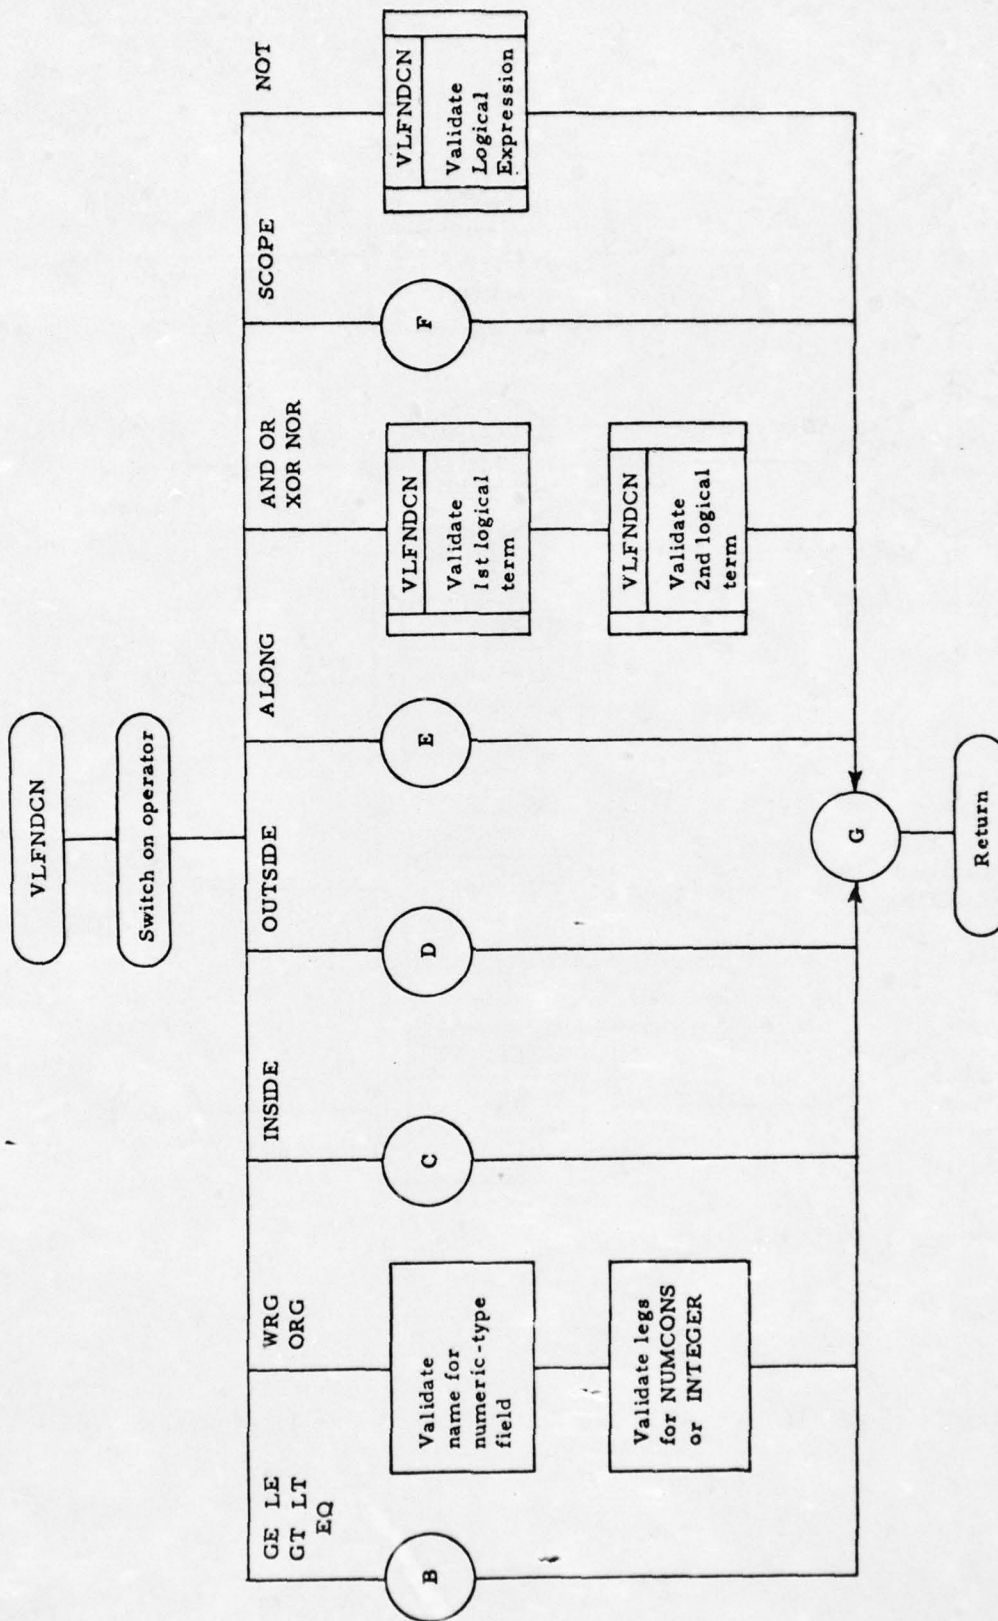 VLFNDCN
Switch on operator
GE LE
GT LT
EQ
B
WRG
ORG
Validate
name for
numeric-type
field
Validate legs
for NUMCONS
or INTEGER
INSIDE
C
OUTSIDE
D
ALONG
E
AND OR
XOR NOR
VLFNDCN
Validate
1st logical
term
VLFNDCN
Validate
2nd logical
term
SCOPE
F
NOT
VLFNDCN
Validate
Logical
Expression
G
Return